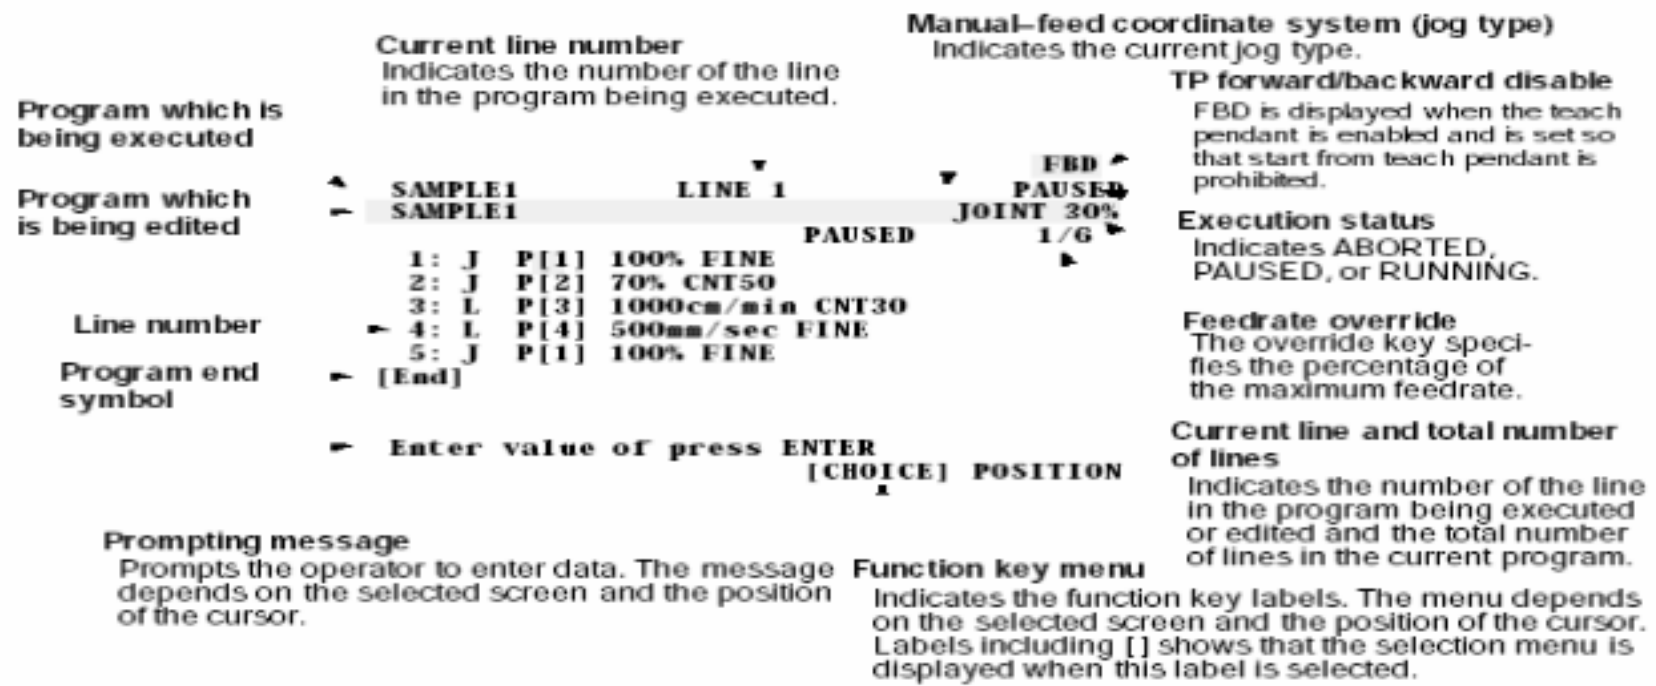 Manual–feed coordinate system (jog type)
Indicates the current jog type.
Current line number
Indicates the number of the line
in the program being executed.
TP forward/backward disable
FBD is displayed when the teach
pendant is enabled and is set so
that start from teach pendant is
prohibited.
Program which is
being executed
Program which
is being edited
FBD
SAMPLE1 LINE 1 PAUSED
SAMPLE1 JOINT 30%
PAUSED 1/6
1: J P[1] 100% FINE
2: J P[2] 70% CNT50
3: L P[3] 1000cm/min CNT30
4: L P[4] 500mm/sec FINE
5: J P[1] 100% FINE
[End]
Enter value of press ENTER
[CHOICE] POSITION
Execution status
Indicates ABORTED,
PAUSED, or RUNNING.
Line number
Program end
symbol
Feedrate override
The override key speci-
fies the percentage of
the maximum feedrate.
Current line and total number
of lines
Indicates the number of the line
in the program being executed
or edited and the total number
of lines in the current program.
Prompting message
Prompts the operator to enter data. The message
depends on the selected screen and the position
of the cursor.
Function key menu
Indicates the function key labels. The menu depends
on the selected screen and the position of the cursor.
Labels including [ ] shows that the selection menu is
displayed when this label is selected.